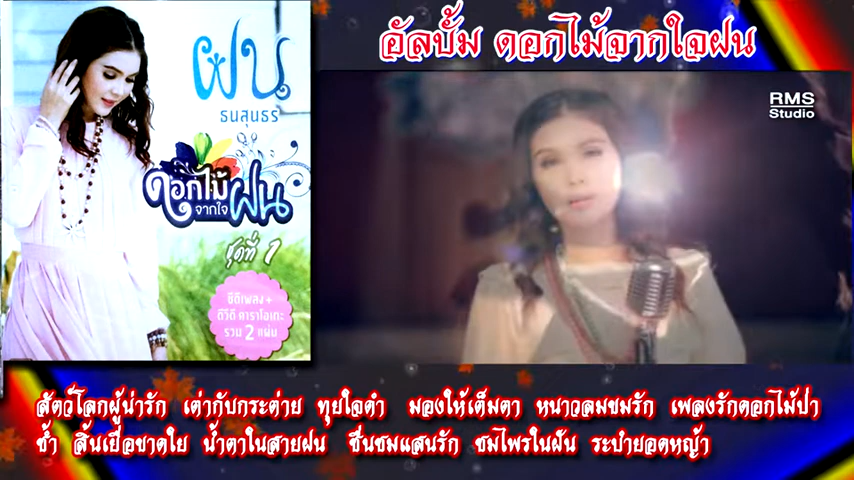 อัลบั้ม ดอกไม้จากใจฝน
ฝน
ธนสุนธร
ดอกไม้
จากใจ ฝน
ชุดที่ 1
ซีดีเพลง +
ดีวีดี คาราโอเกะ
รวม 2 แผ่น
RMS
Studio
สัตว์โลกผู้น่ารัก เต่ากับกระต่าย ทุยใจดำ มองให้เต็มตา หนาวลมชมรัก เพลงรักดอกไม้ป่า
ช้ำ สิ้นเยื่อขาดใย น้ำตาในสายฝน ชื่นชมแสนรัก ชมไพรในฝัน ระบำยอดหญ้า